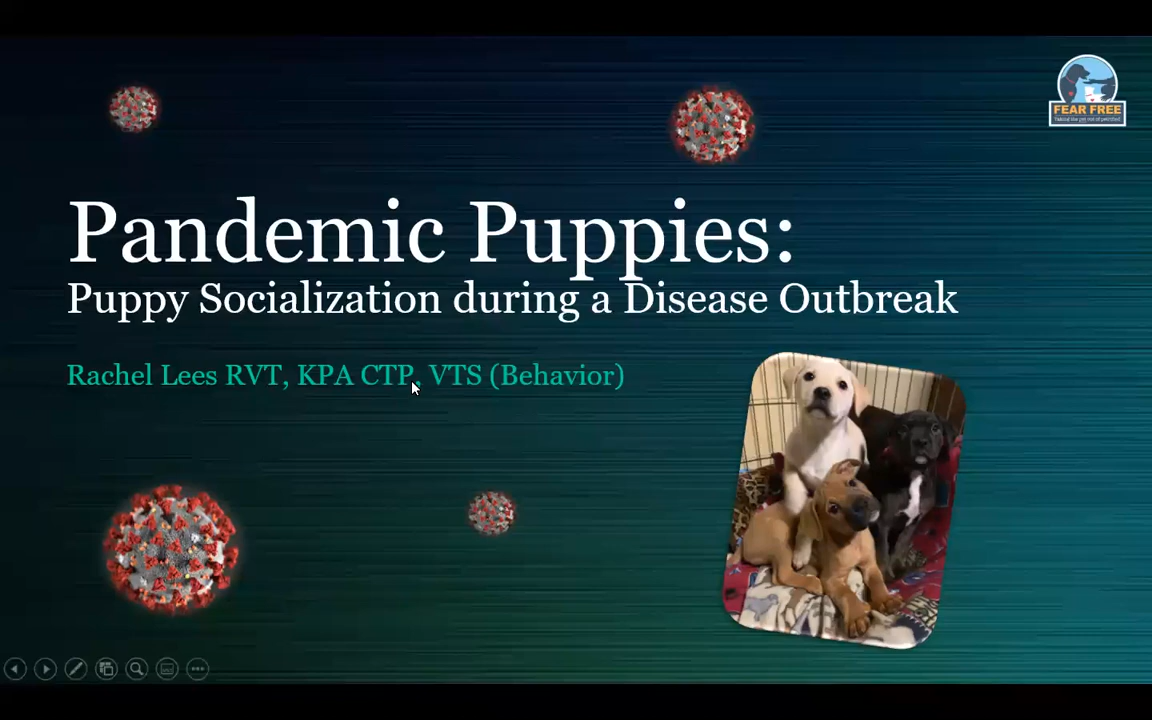 FEAR FREE
Pandemic Puppies:
Puppy Socialization during a Disease Outbreak
Rachel Lees RVT, KPA CTP, VTS (Behavior)